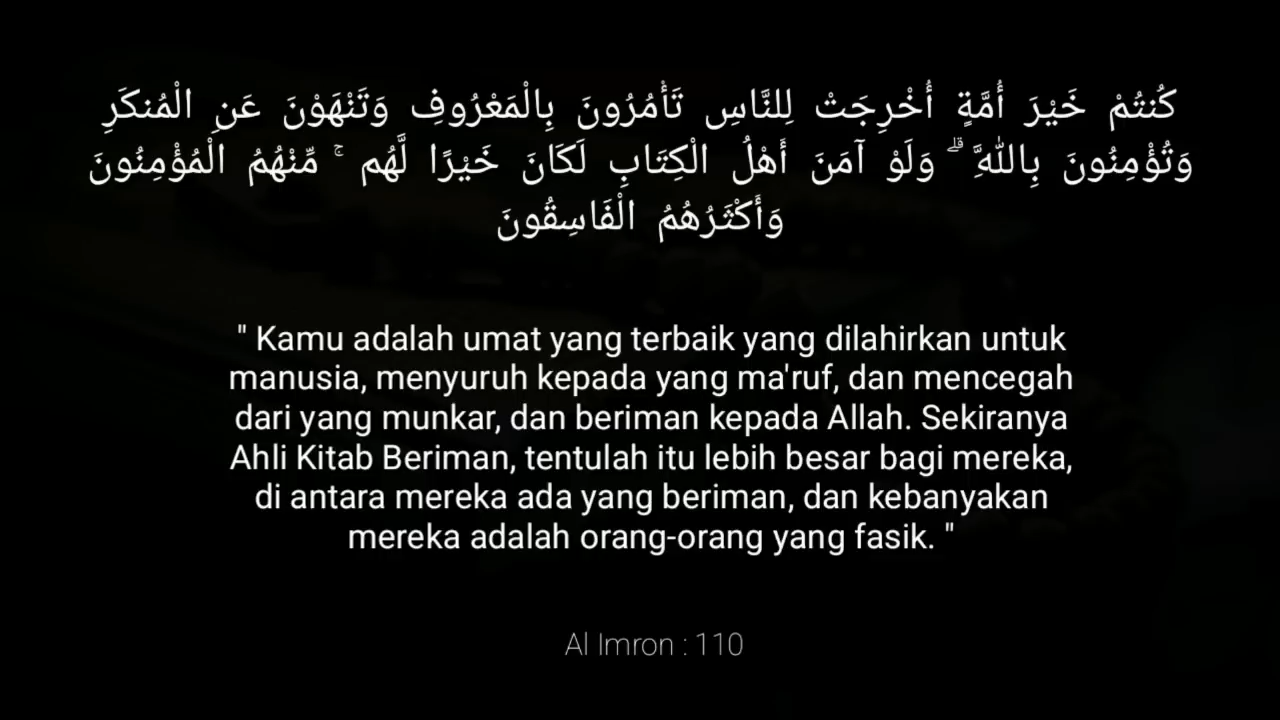 كُنتُمْ خَيْرَ أُمَّةٍ أُخْرِجَتْ لِلنَّاسِ تَأْمُرُونَ بِالْمَعْرُوفِ وَتَنْهَوْنَ عَنِ الْمُنكَرِ
وَتُؤْمِنُونَ بِاللهَِّ ۗ وَلَوْ آمَنَ أَهْلُ الْكِتَابِ لَكَانَ خَيْرًا لَّهُم ۚ مِّنْهُمُ الْمُؤْمِنُونَ
وَأَكْثَرُهُمُ الْفَاسِقُونَ
" Kamu adalah umat yang terbaik yang dilahirkan untuk
manusia, menyuruh kepada yang ma'ruf, dan mencegah
dari yang munkar, dan beriman kepada Allah. Sekiranya
Ahli Kitab Beriman, tentulah itu lebih besar bagi mereka,
di antara mereka ada yang beriman, dan kebanyakan
mereka adalah orang-orang yang fasik. "
Al Imron : 110